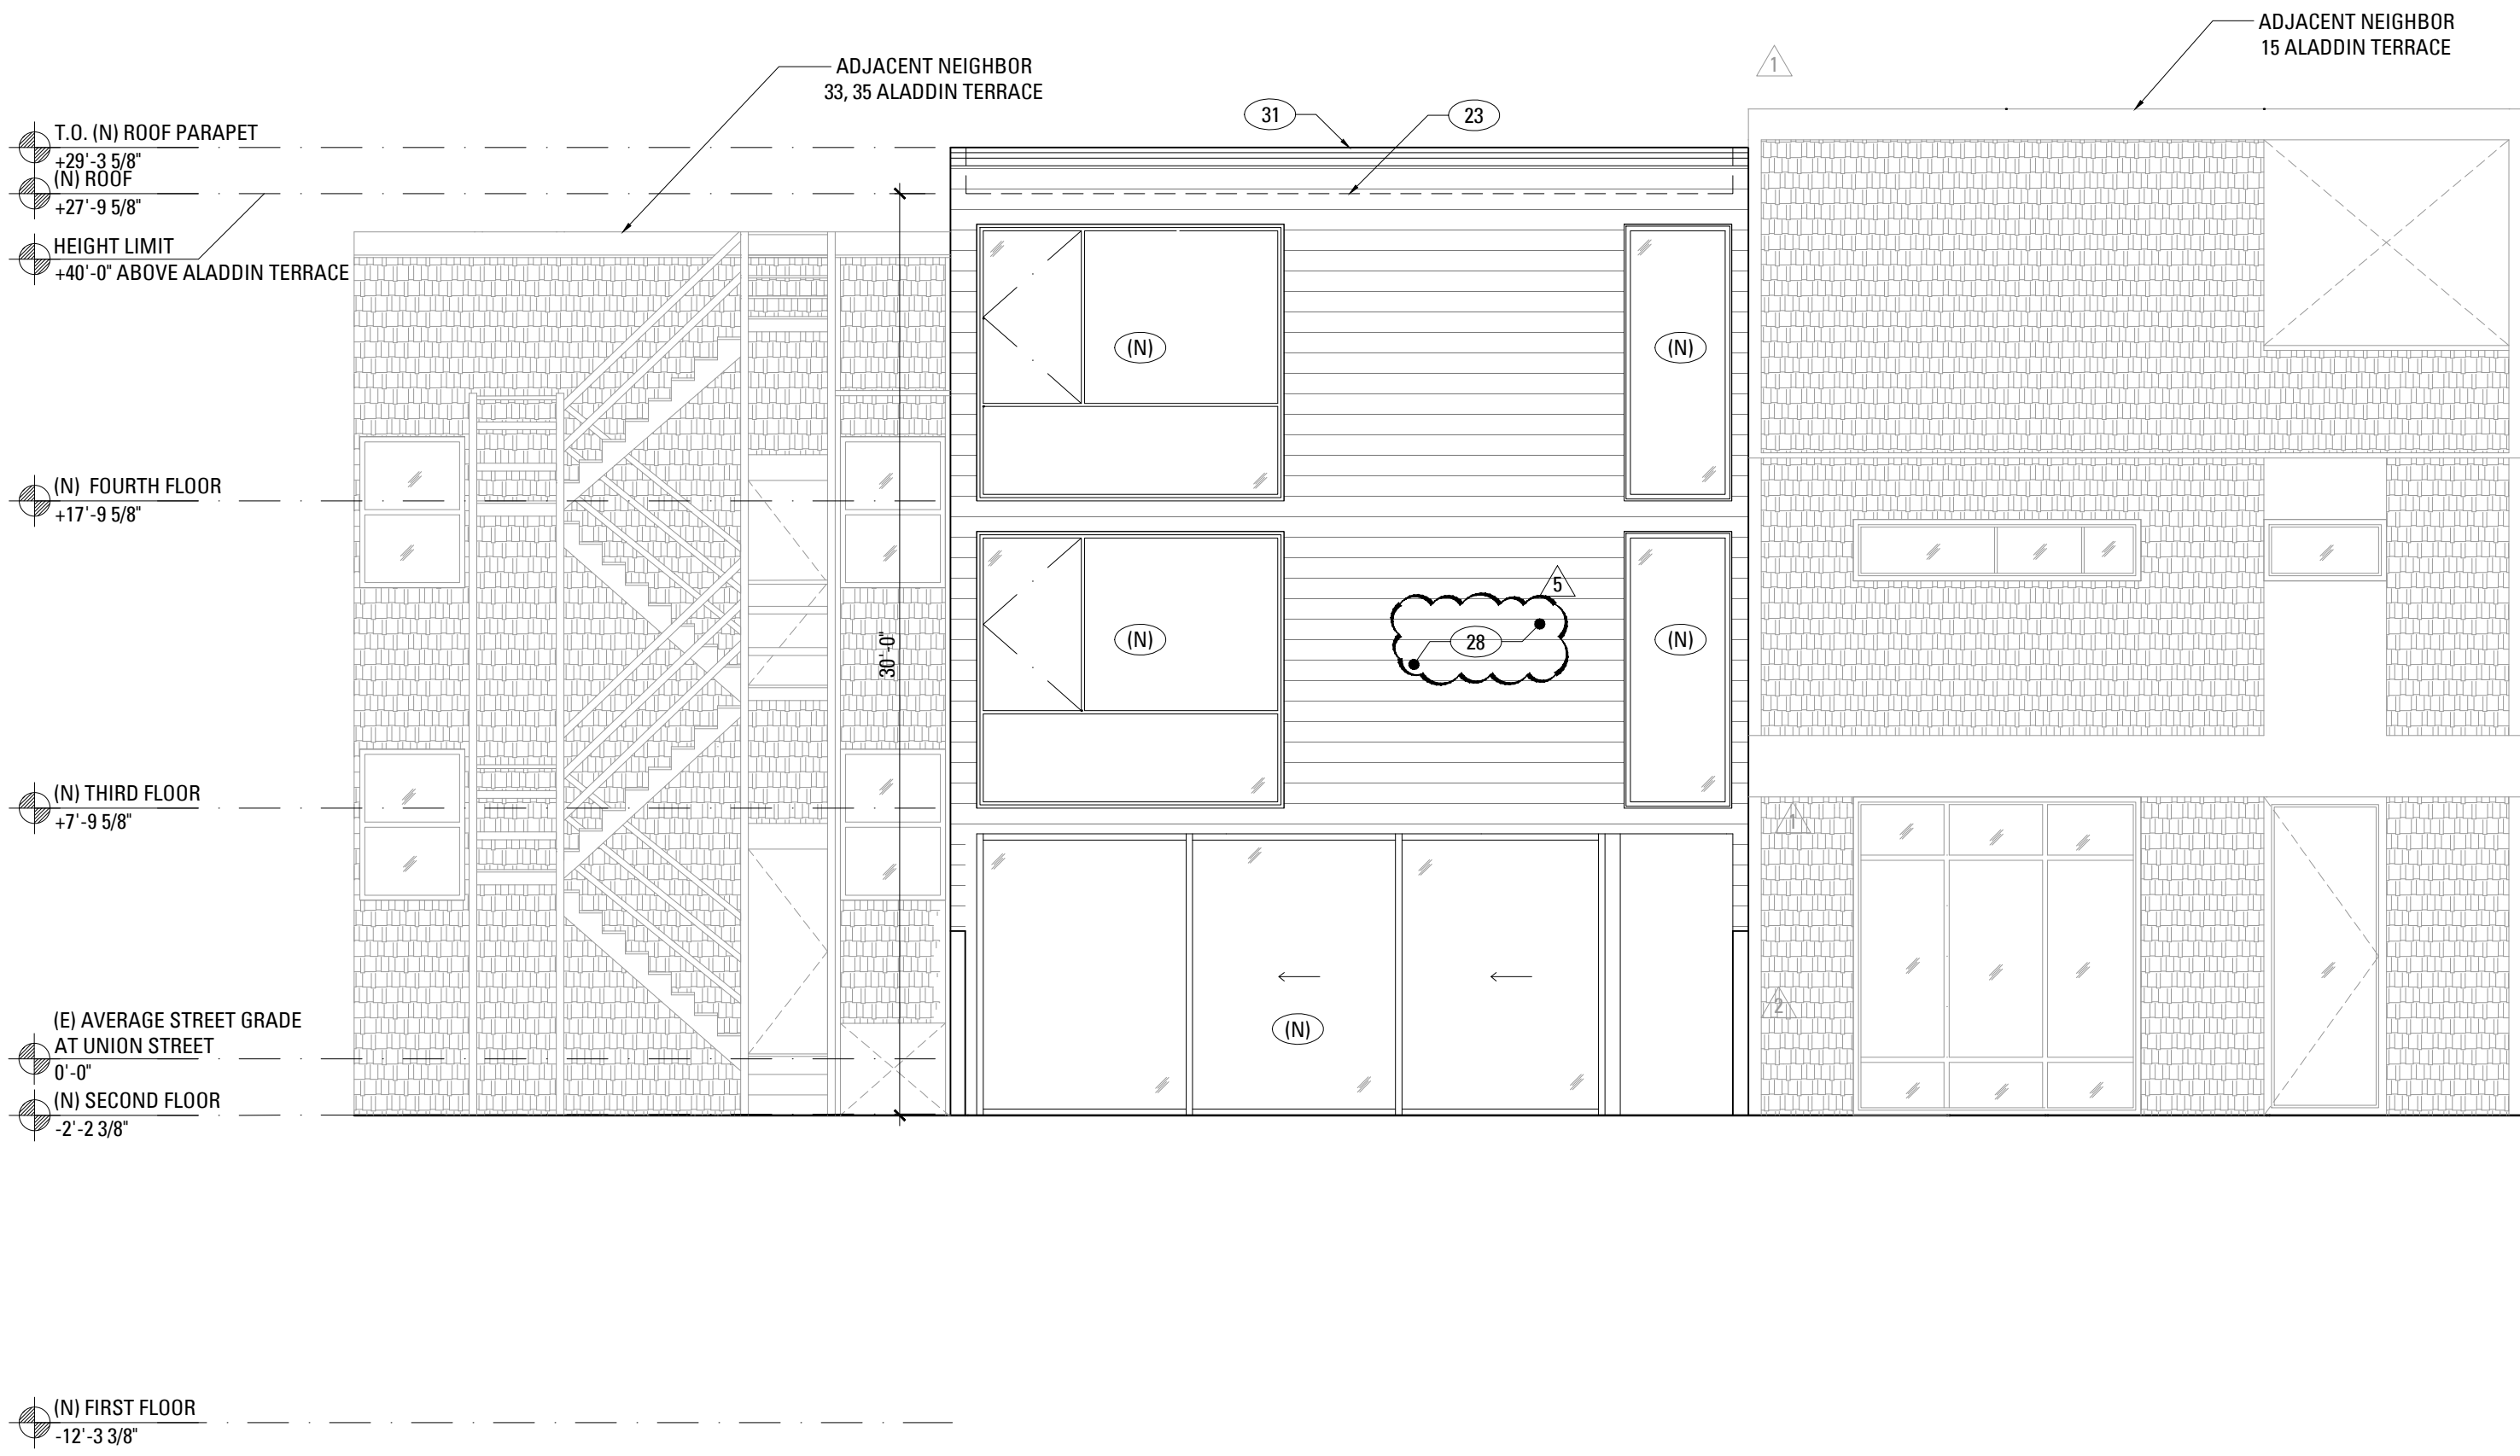 ADJACENT NEIGHBOR
15 ALADDIN TERRACE
1
ADJACENT NEIGHBOR
33, 35 ALADDIN TERRACE
31
23
T.O. (N) ROOF PARAPET
+29'-3 5/8"
(N) ROOF
+27'-9 5/8"
HEIGHT LIMIT
+40'-0" ABOVE ALADDIN TERRACE
(N)
(N)
(N) FOURTH FLOOR
+17'-9 5/8"
5
30'-0"
(N)
28
(N)
(N) THIRD FLOOR
+7'-9 5/8"
1
2
(N)
(E) AVERAGE STREET GRADE
AT UNION STREET
0'-0"
(N) SECOND FLOOR
-2'-2 3/8"
(N) FIRST FLOOR
-12'-3 3/8"